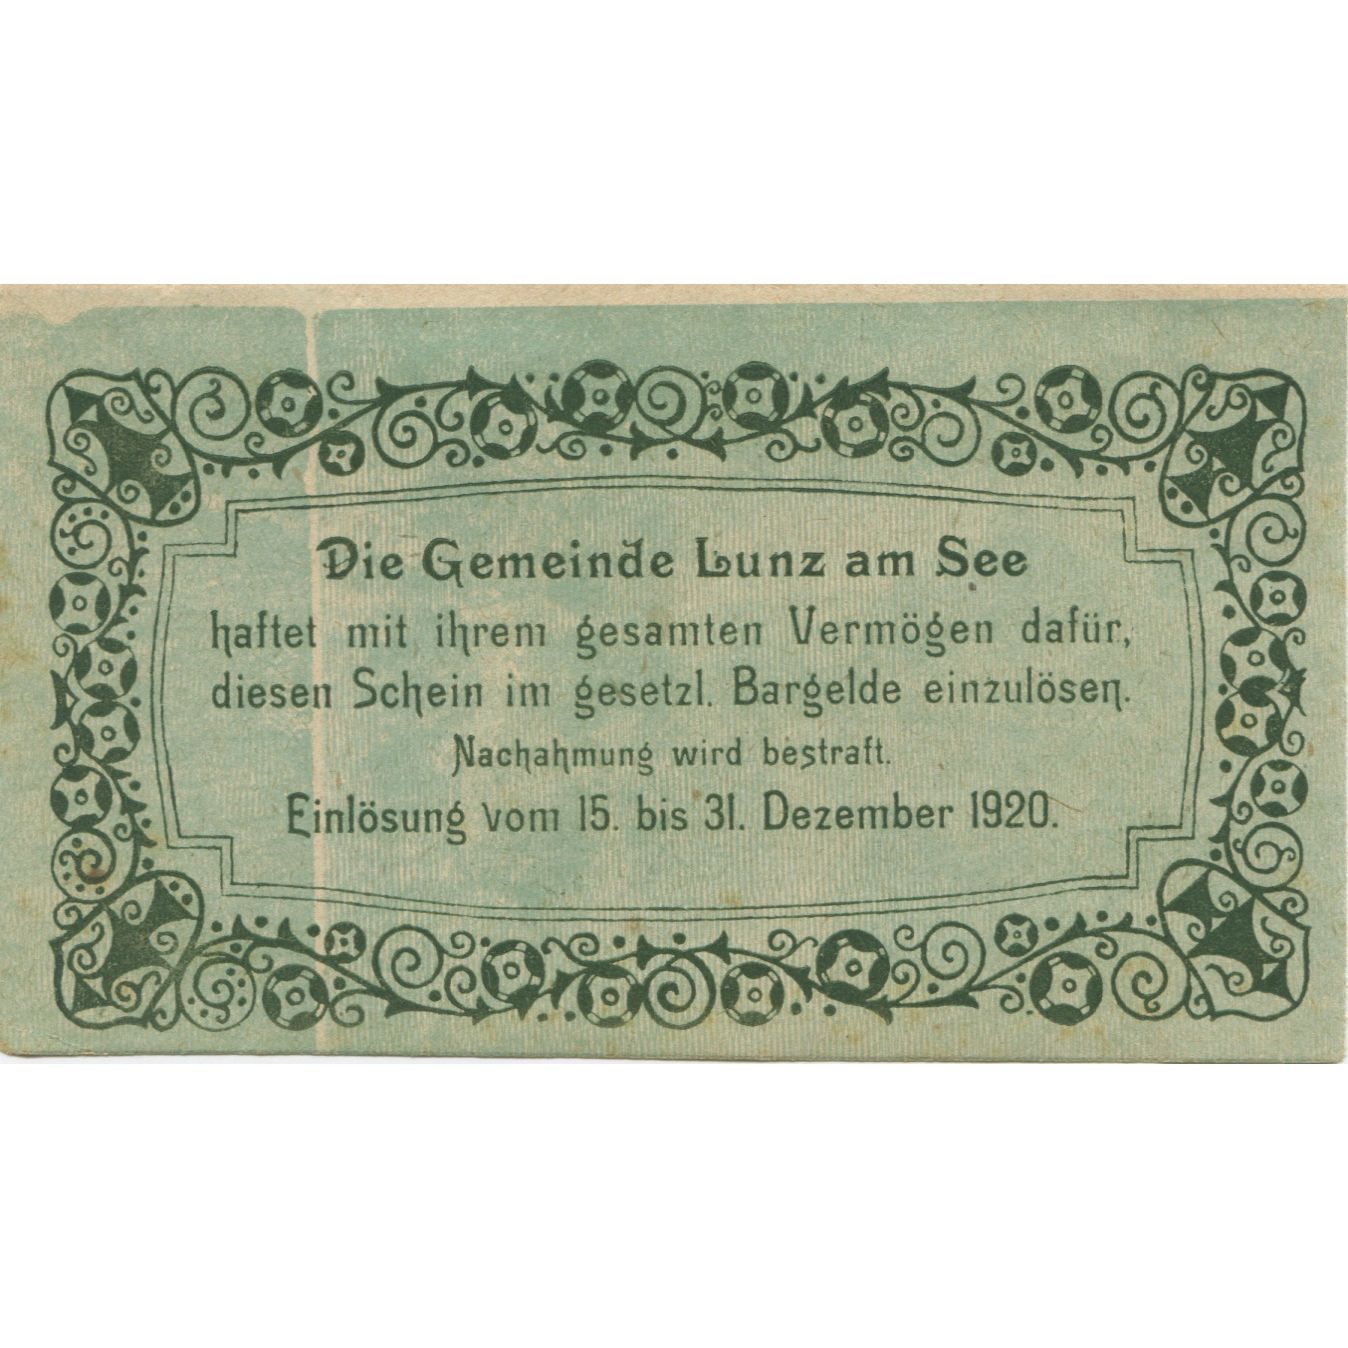 Die Gemeinde Lunz am See
haftet mit ihrem gesamten Vermögen dafür,
diesen Schein im gesetzl. Bargelde einzulösen.
Nachahmung wird bestraft.
Einlösung vom 15. bis 31. Dezember 1920.